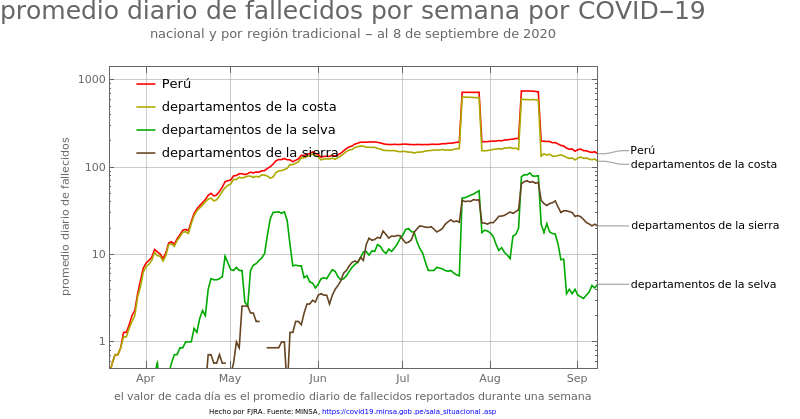 promedio diario de fallecidos por semana por COVID‒19
nacional y por región tradicional ‒ al 8 de septiembre de 2020
promedio diario de fallecidos
1000
100
10
1
Perú
departamentos de la costa
departamentos de la selva
departamentos de la sierra
Perú
departamentos de la costa
departamentos de la sierra
departamentos de la selva
Apr May Jun Jul Aug Sep
el valor de cada día es el promedio diario de fallecidos reportados durante una semana
Hecho por FJRA. Fuente: MINSA, https://covid19.minsa.gob.pe/sala_situacional.asp